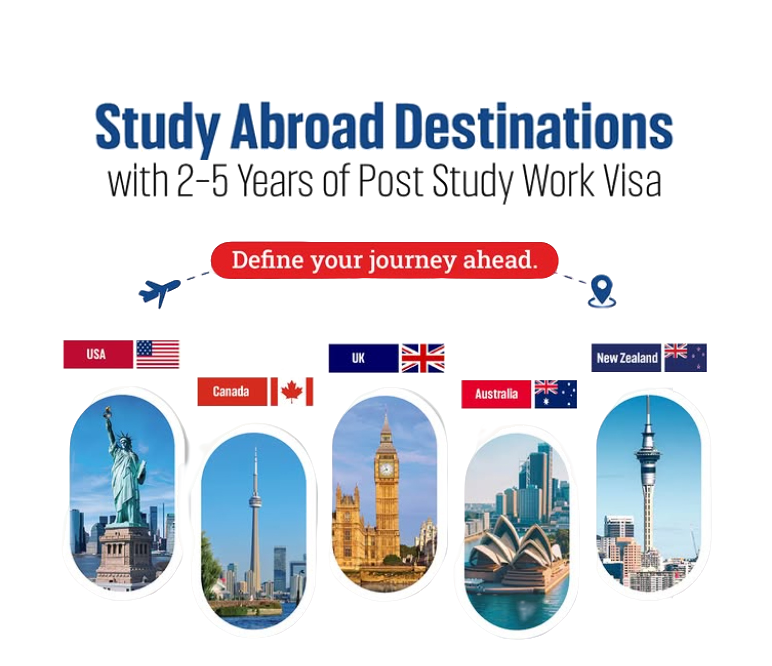 Study Abroad Destinations
with 2-5 Years of Post Study Work Visa
Define your journey ahead.
USA
Canada
UK
Australia
New Zealand